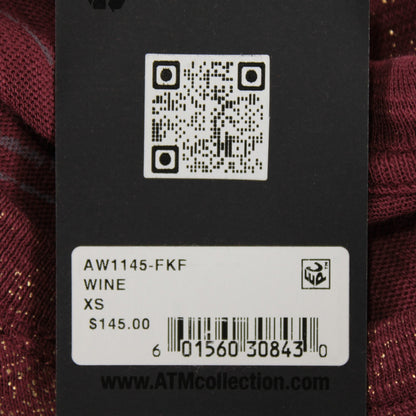 AW1145-FKF
WINE
XS
$145.00
6 01560 30843 0
www.ATMcollection.com